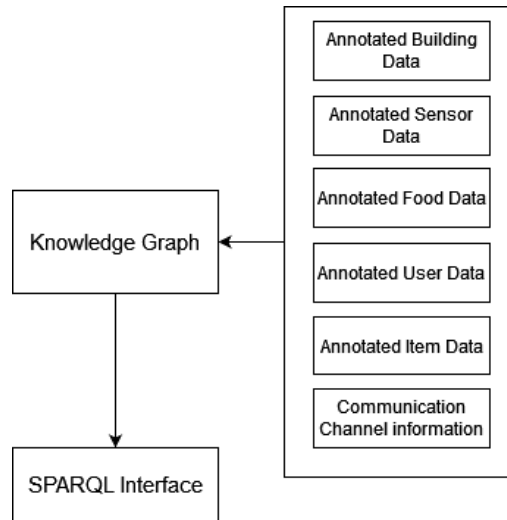 Annotated Building
Data
Annotated Sensor
Data
Annotated Food Data
Knowledge Graph
Annotated User Data
Annotated Item Data
Communication
Channel information
SPARQL Interface